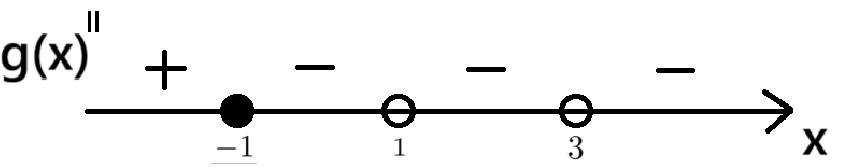 g(x)ǁ + − − −
−1 1 3 x